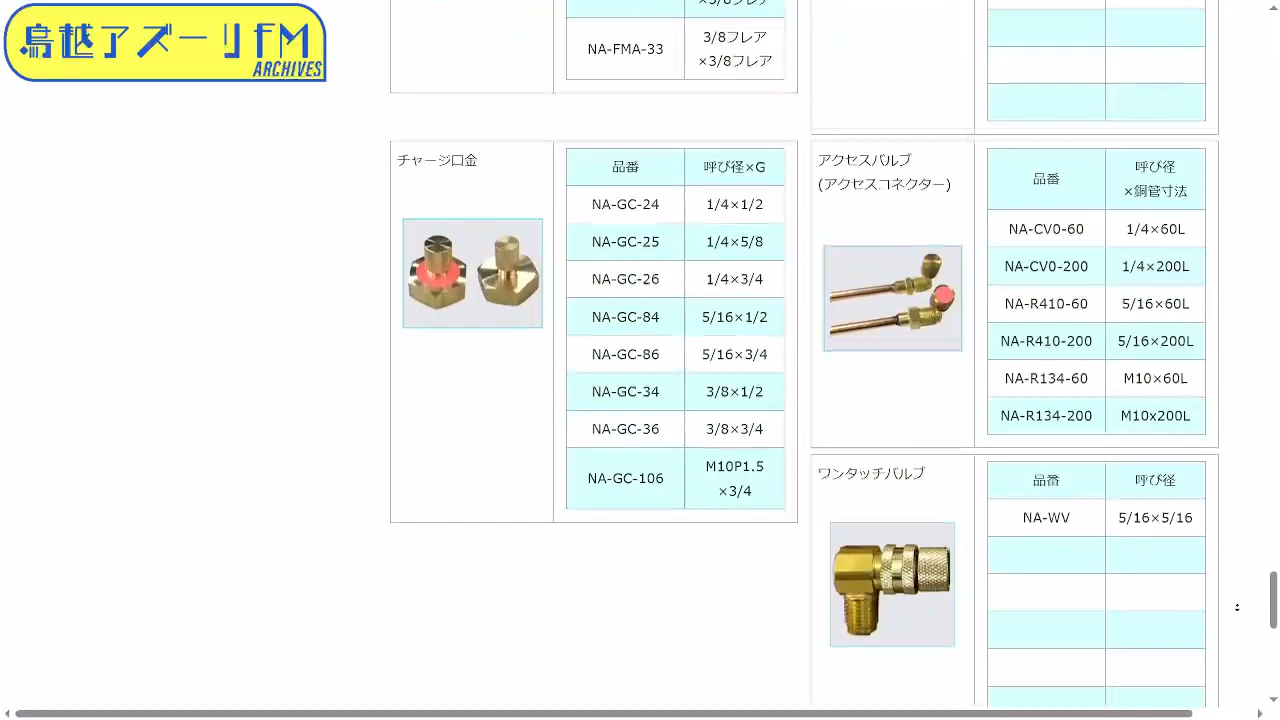 鳥越アズーリFM
ARCHIVES
×3/8フレア
NA-FMA-33
3/8フレア
×3/8フレア
チャージ口金
品番
呼び径×G
NA-GC-24
1/4×1/2
NA-GC-25
1/4×5/8
NA-GC-26
1/4×3/4
NA-GC-84
5/16×1/2
NA-GC-86
5/16×3/4
NA-GC-34
3/8×1/2
NA-GC-36
3/8×3/4
NA-GC-106
M10P1.5
×3/4
アクセスバルブ
(アクセスコネクター)
品番
呼び径
×銅管寸法
NA-CV0-60
1/4×60L
NA-CV0-200
1/4×200L
NA-R410-60
5/16×60L
NA-R410-200
5/16×200L
NA-R134-60
M10×60L
NA-R134-200
M10x200L
ワンタッチバルブ
品番
呼び径
NA-WV
5/16×5/16